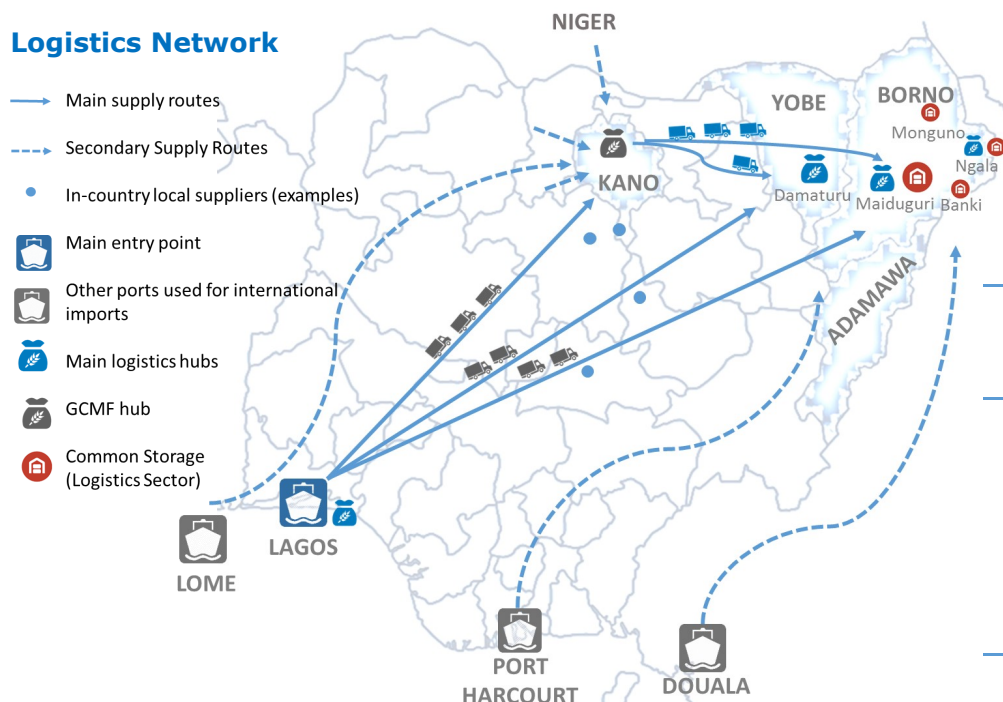 Logistics Network
Main supply routes
Secondary Supply Routes
In-country local suppliers (examples)
Main entry point
Other ports used for international
imports
Main logistics hubs
GCMF hub
Common Storage
(Logistics Sector)
NIGER
YOBE
BORNO
Monguno
Ngala
KANO
Damaturu
Maiduguri
Banki
ADAMAWA
LAGOS
LOME
PORT
HARCOURT
DOUALA